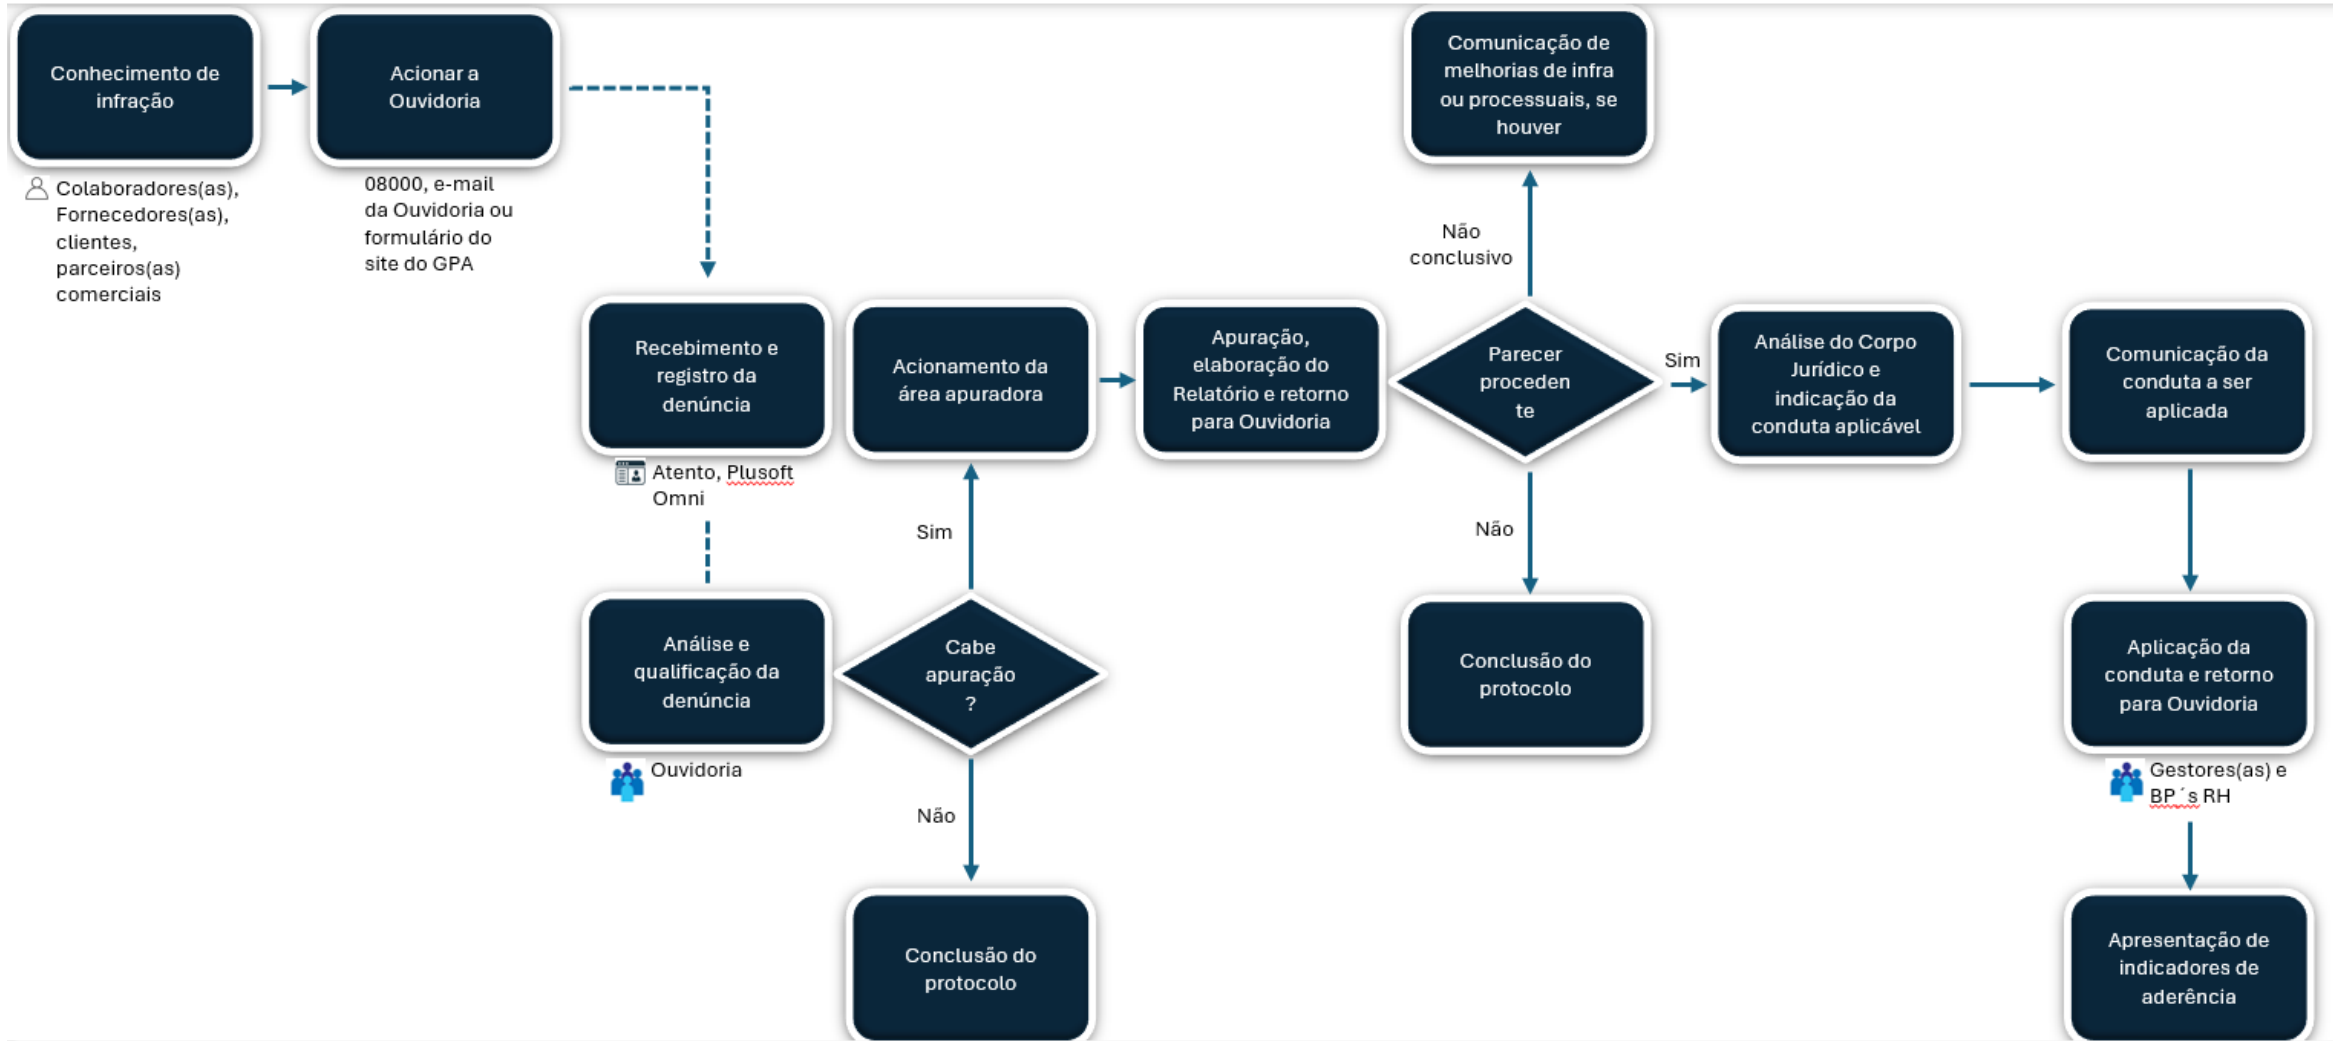 Conhecimento de
infração
Colaboradores(as),
Fornecedores(as),
clientes,
parceiros(as)
comerciais
Acionar a
Ouvidoria
08000, e-mail
da Ouvidoria ou
formulário do
site do GPA
Recebimento e
registro da
denúncia
Atento, Plusoft
Omni
Análise e
qualificação da
denúncia
Ouvidoria
Cabe
apuração
?
Sim
Não
Conclusão do
protocolo
Acionamento da
área apuradora
Apuração,
elaboração do
Relatório e retorno
para Ouvidoria
Parecer
proceden
te
Não
conclusivo
Comunicação de
melhorias de infra
ou processuais, se
houver
Não
Conclusão do
protocolo
Sim
Análise do Corpo
Jurídico e
indicação da
conduta aplicável
Comunicação da
conduta a ser
aplicada
Aplicação da
conduta e retorno
para Ouvidoria
Gestores(as) e
BP´s RH
Apresentação de
indicadores de
aderência